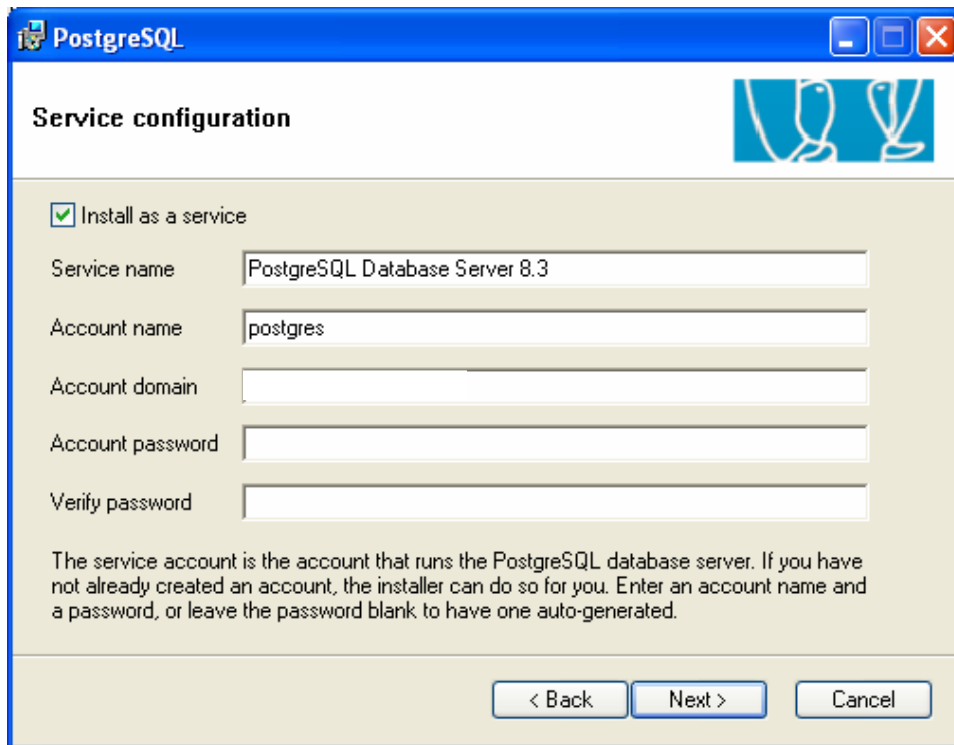 PostgreSQL
Service configuration
Install as a service
Service name PostgreSQL Database Server 8.3
Account name postgres
Account domain
Account password
Verify password
The service account is the account that runs the PostgreSQL database server. If you have
not already created an account, the installer can do so for you. Enter an account name and
a password, or leave the password blank to have one auto-generated.
< Back Next > Cancel